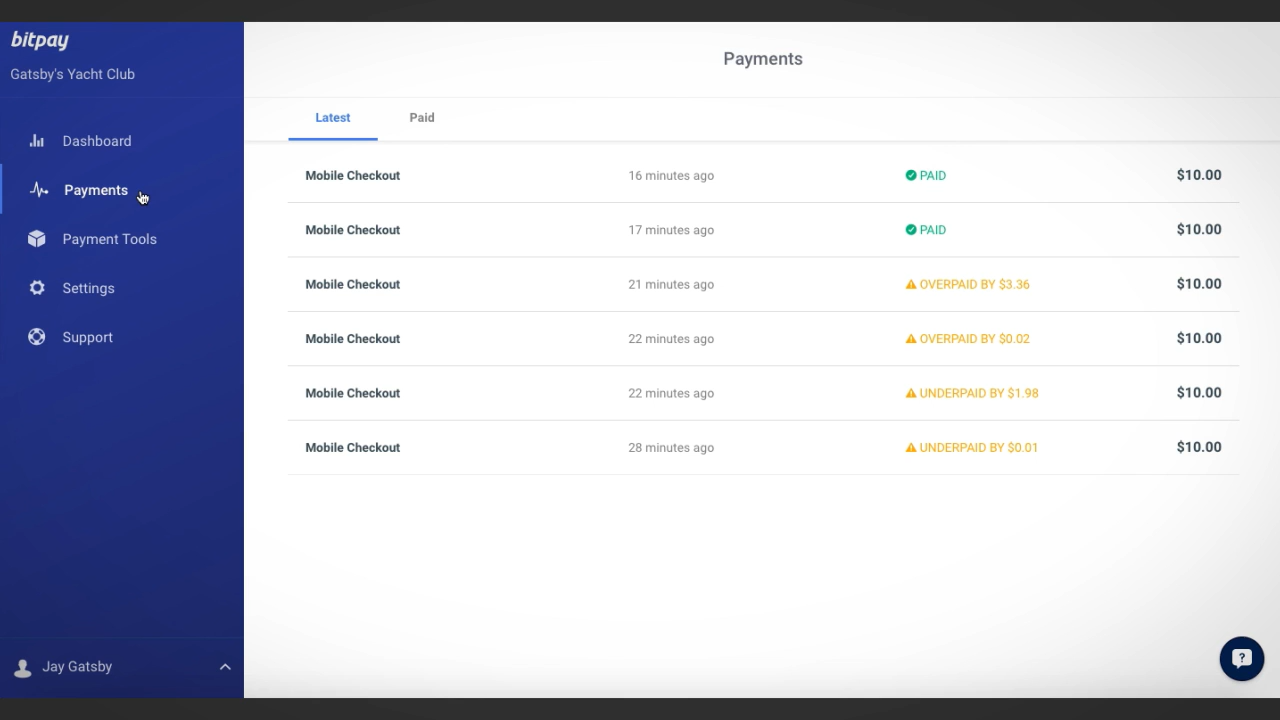 bitpay
Gatsby's Yacht Club
Dashboard
Payments
Payment Tools
Settings
Support
Jay Gatsby
Payments
Latest Paid
Mobile Checkout 16 minutes ago PAID $10.00
Mobile Checkout 17 minutes ago PAID $10.00
Mobile Checkout 21 minutes ago OVERPAID BY $3.36 $10.00
Mobile Checkout 22 minutes ago OVERPAID BY $0.02 $10.00
Mobile Checkout 22 minutes ago UNDERPAID BY $1.98 $10.00
Mobile Checkout 28 minutes ago UNDERPAID BY $0.01 $10.00
?